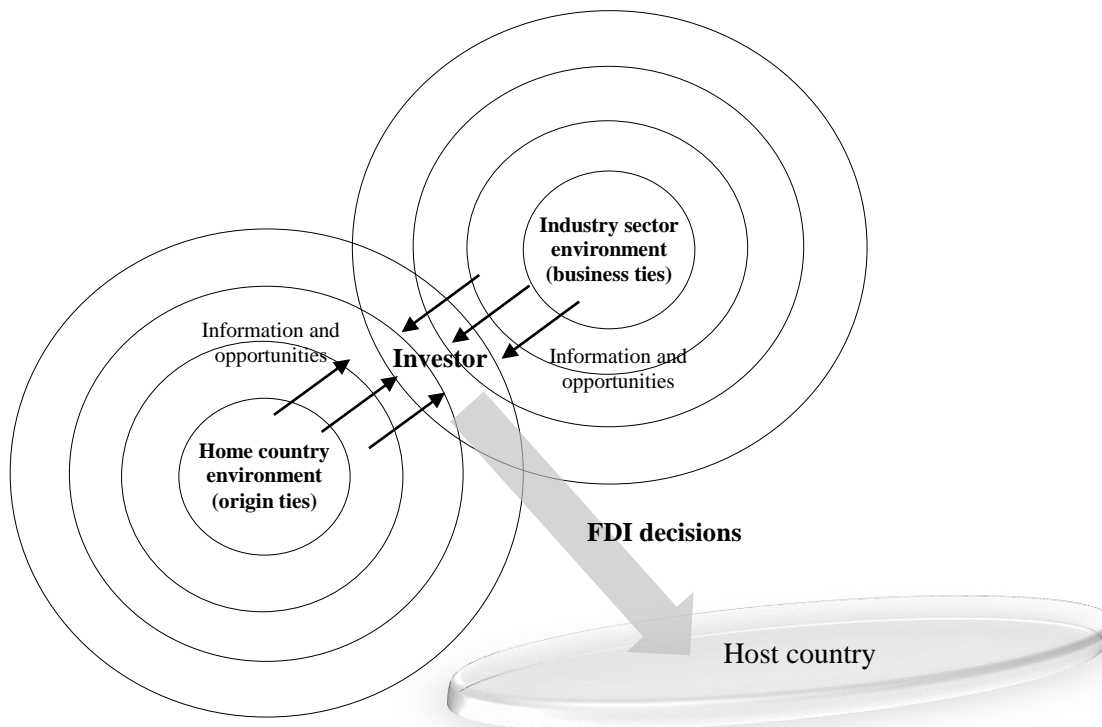 Industry sector
environment
(business ties)
Information and
opportunities
Investor
Information and
opportunities
Home country
environment
(origin ties)
FDI decisions
Host country